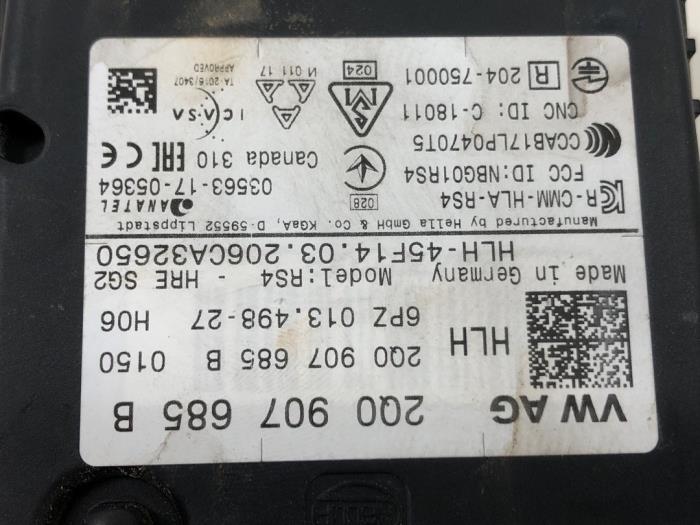 VW AG 2Q0 907 685 B
HLH 2Q0 907 685 B 0150
6PZ 013.498-27 H06
Made in Germany Model:RS4 - HRE SG2
HLH-45F14.03.206CA32650
Manufactured by Hella GmbH & Co. KGaA, D-59552 Lippstadt
R-CMM-HLA-RS4 028 ANATEL
FCC ID:NBG01RS4 03563-17-05364
CCAB17LP0470T5 Canada 310 EAC CE
CNC ID: C-18011 ICASA
R 204-750001 024 И 011 17 TA 2016/3407
APPROVED